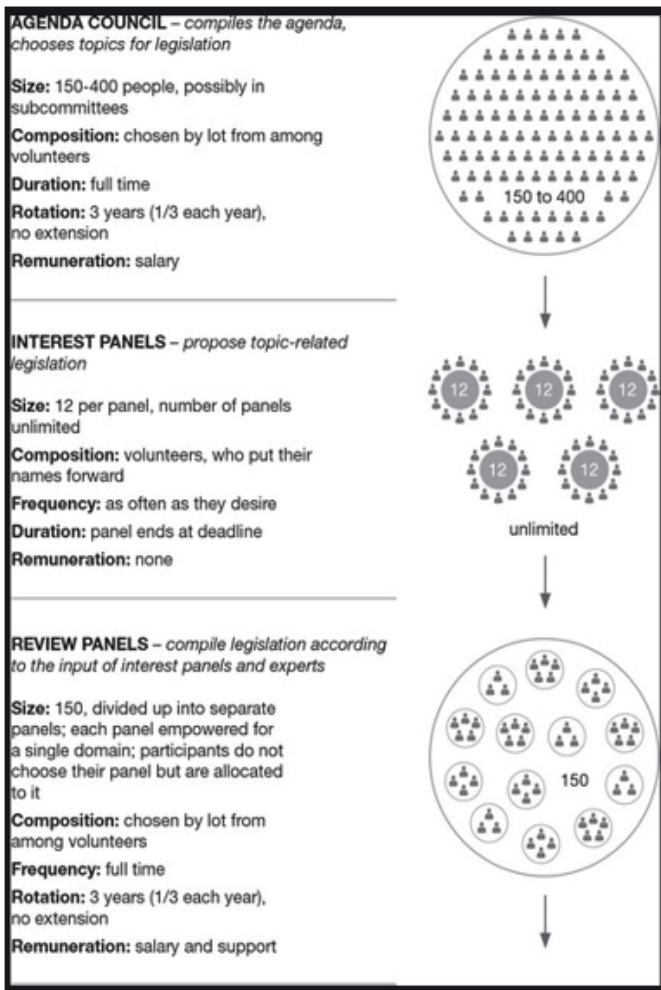 AGENDA COUNCIL – compiles the agenda,
chooses topics for legislation
Size: 150-400 people, possibly in
subcommittees
Composition: chosen by lot from among
volunteers
Duration: full time
Rotation: 3 years (1/3 each year),
no extension
Remuneration: salary
150 to 400
INTEREST PANELS – propose topic-related
legislation
Size: 12 per panel, number of panels
unlimited
Composition: volunteers, who put their
names forward
Frequency: as often as they desire
Duration: panel ends at deadline
Remuneration: none
12 12 12
12 12
unlimited
REVIEW PANELS – compile legislation according
to the input of interest panels and experts
Size: 150, divided up into separate
panels; each panel empowered for
a single domain; participants do not
choose their panel but are allocated
to it
Composition: chosen by lot from
among volunteers
Frequency: full time
Rotation: 3 years (1/3 each year),
no extension
Remuneration: salary and support
150